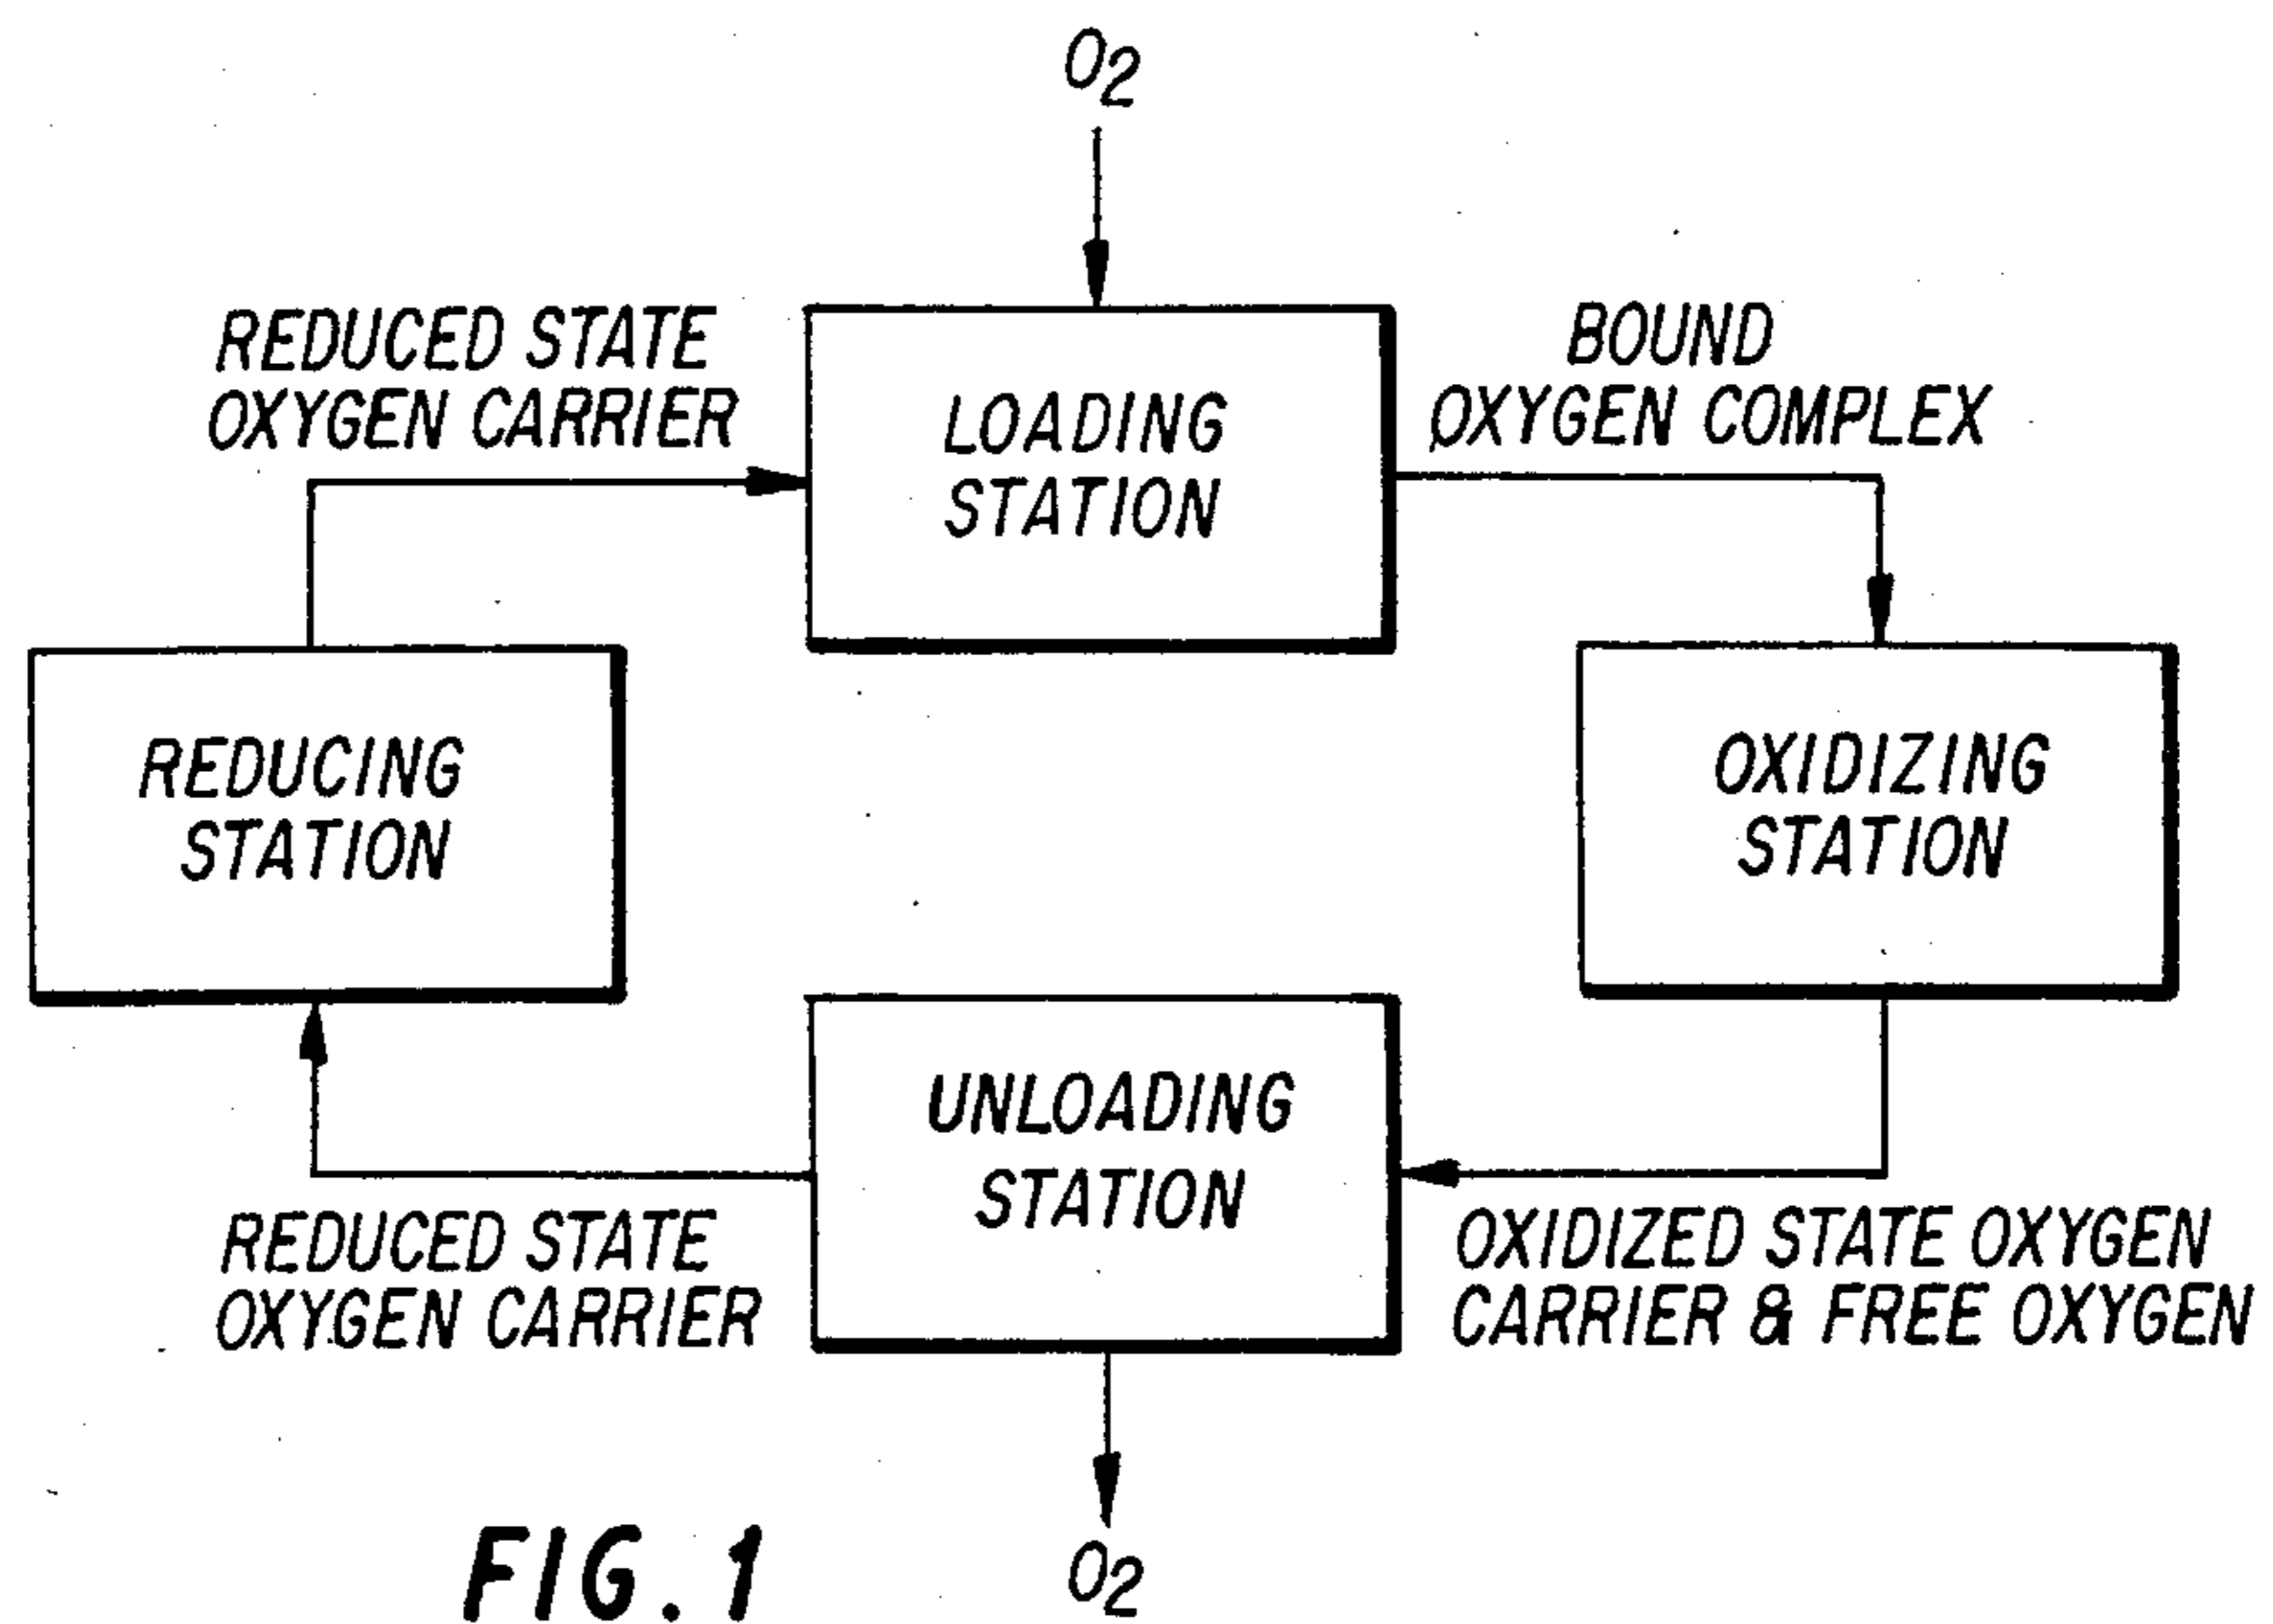 O2
REDUCED STATE
OXYGEN CARRIER
LOADING
STATION
BOUND
OXYGEN COMPLEX
REDUCING
STATION
OXIDIZING
STATION
UNLOADING
STATION
REDUCED STATE
OXYGEN CARRIER
OXIDIZED STATE OXYGEN
CARRIER & FREE OXYGEN
O2
FIG. 1